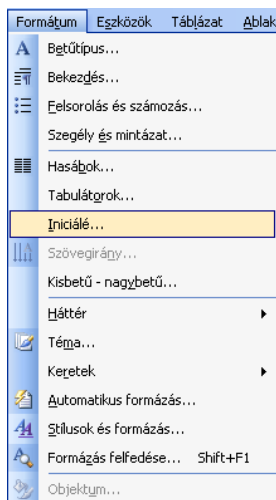 Formátum Eszközök Táblázat Ablak
Betűtípus...
Bekezdés...
Felsorolás és számozás...
Szegély és mintázat...
Hasábok...
Tabulátorok...
Iniciálé...
Szövegirány...
Kisbetű - nagybetű...
Háttér
Téma...
Keretek
Automatikus formázás...
Stílusok és formázás...
Formázás felfedése... Shift+F1
Objektum...